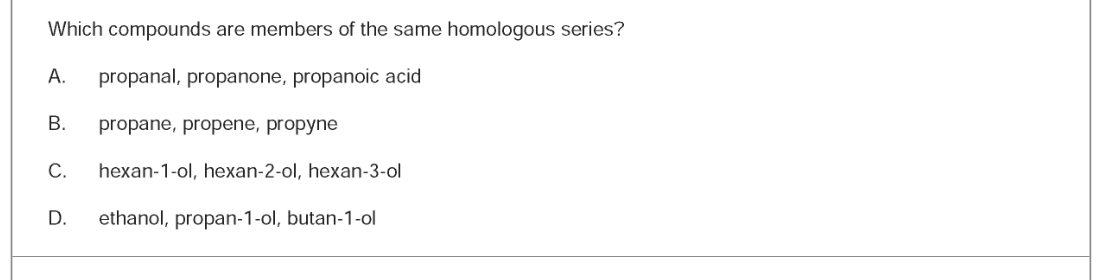 Which compounds are members of the same homologous series?
A. propanal, propanone, propanoic acid
B. propane, propene, propyne
C. hexan-1-ol, hexan-2-ol, hexan-3-ol
D. ethanol, propan-1-ol, butan-1-ol